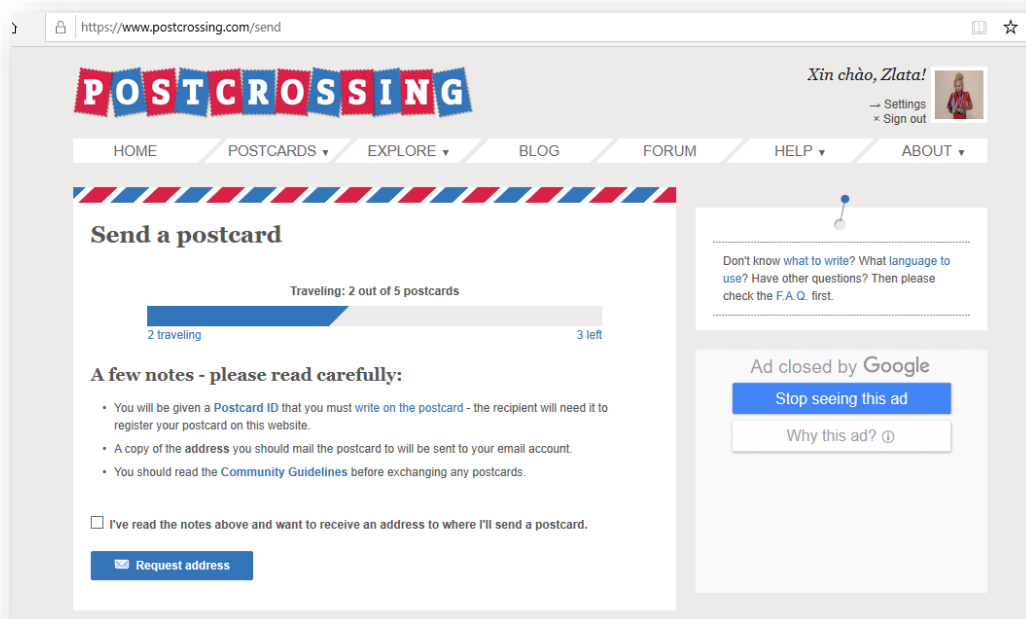 https://www.postcrossing.com/send
POSTCROSSING
Xin chào, Zlata!
→ Settings
× Sign out
HOME
POSTCARDS ▼
EXPLORE ▼
BLOG
FORUM
HELP ▼
ABOUT ▼
Send a postcard
Traveling: 2 out of 5 postcards
2 traveling
3 left
A few notes - please read carefully:
• You will be given a Postcard ID that you must write on the postcard - the recipient will need it to
register your postcard on this website.
• A copy of the address you should mail the postcard to will be sent to your email account.
• You should read the Community Guidelines before exchanging any postcards.
I've read the notes above and want to receive an address to where I'll send a postcard.
Request address
Don't know what to write? What language to
use? Have other questions? Then please
check the F.A.Q. first.
Ad closed by Google
Stop seeing this ad
Why this ad?